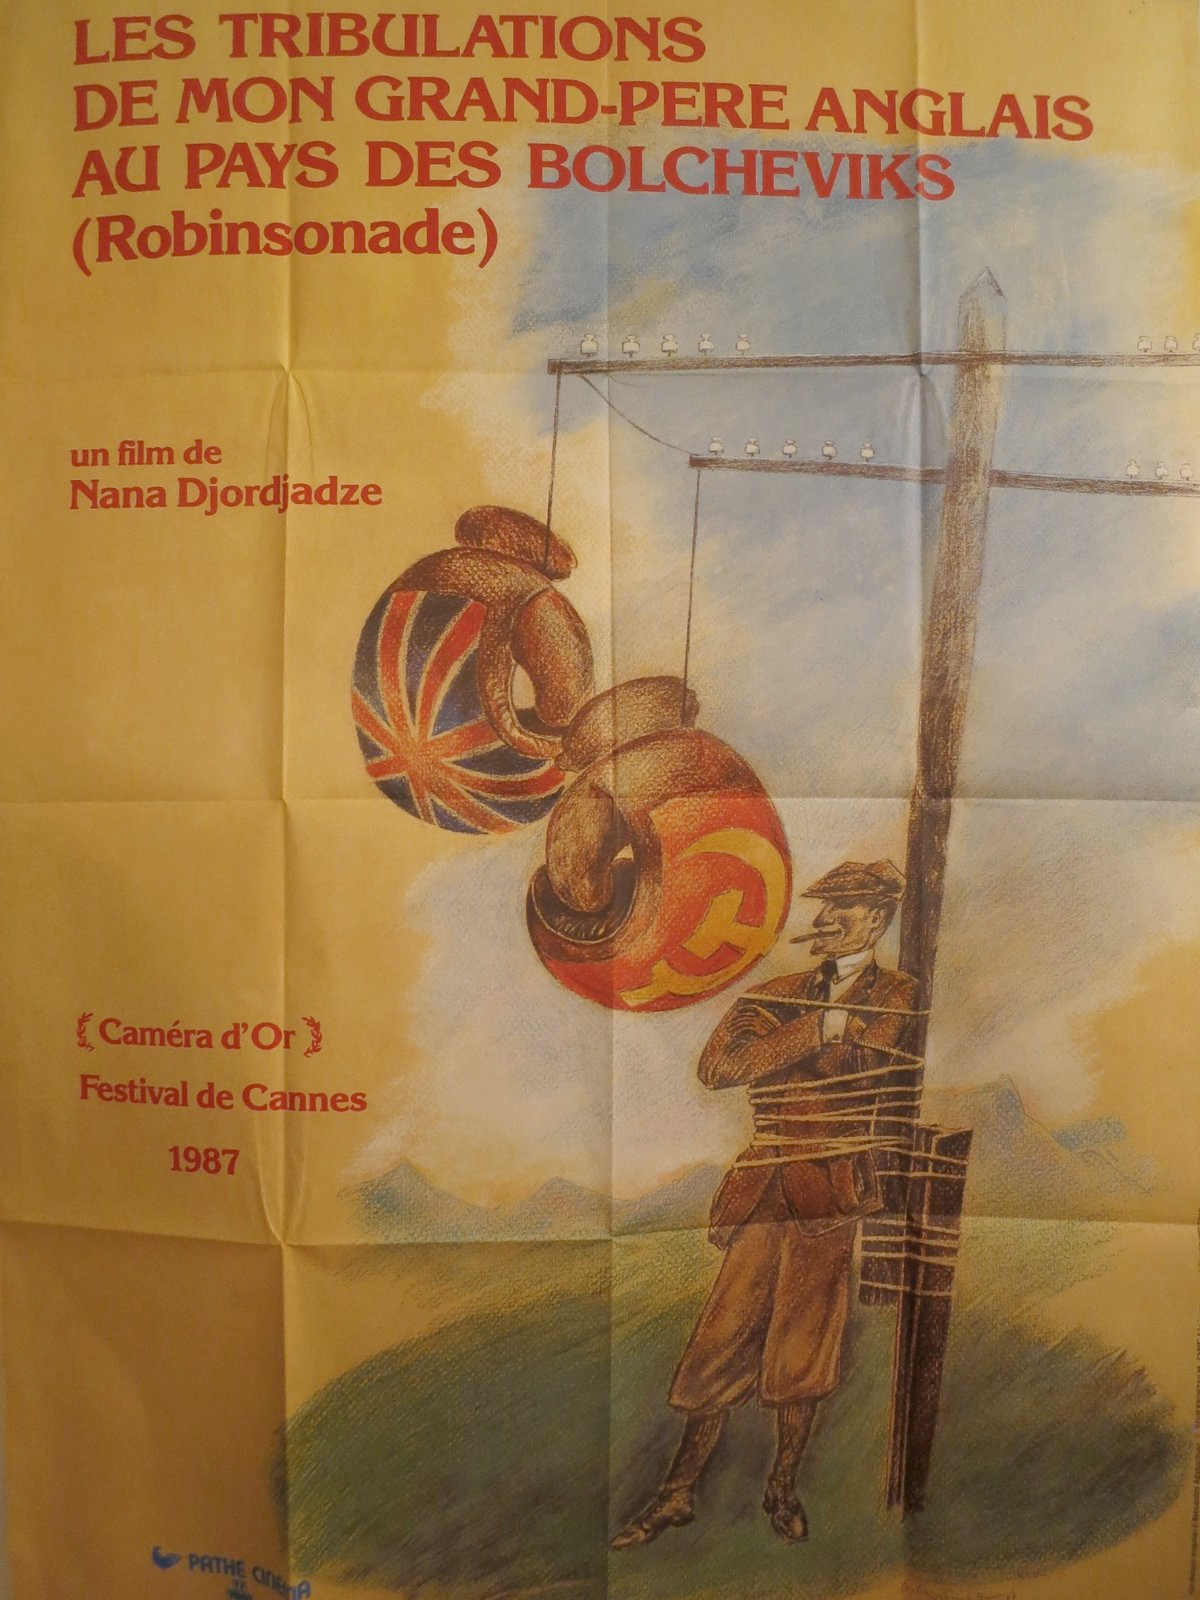 LES TRIBULATIONS
DE MON GRAND-PERE ANGLAIS
AU PAYS DES BOLCHEVIKS
(Robinsonade)
un film de
Nana Djordjadze
Caméra d'Or
Festival de Cannes
1987
PATHE CINEMA